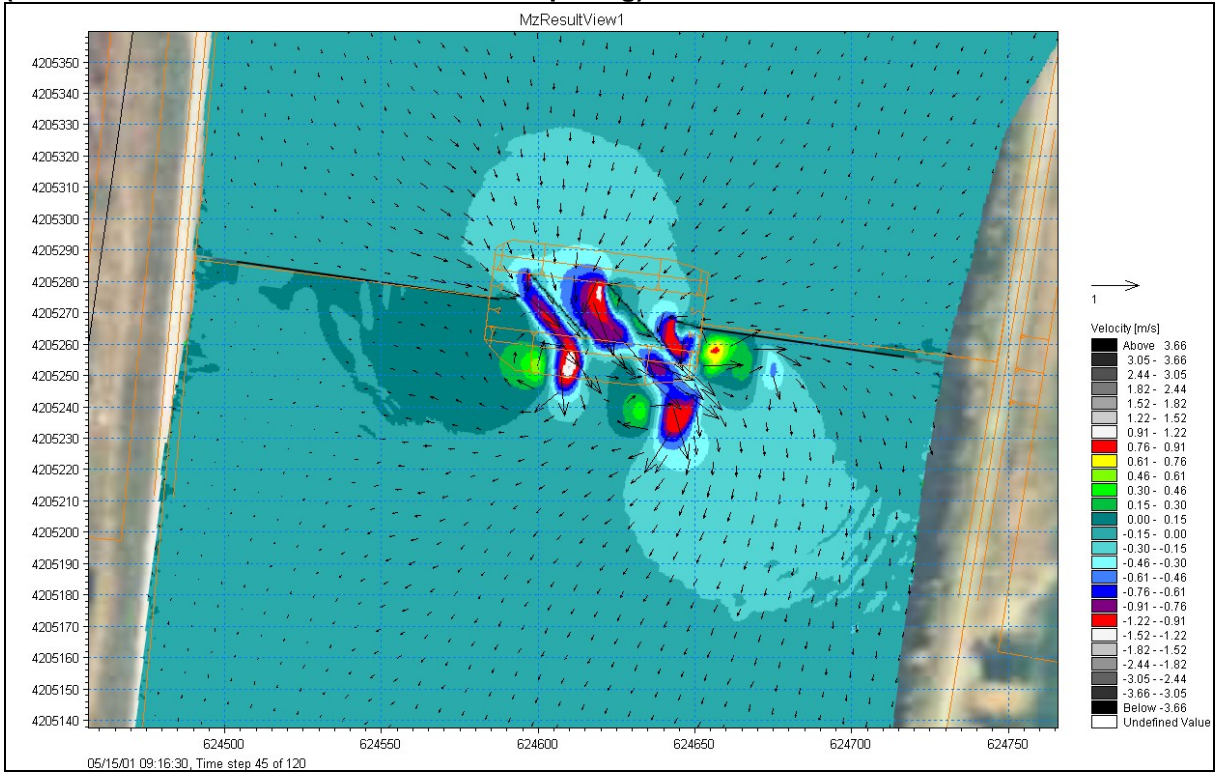 MzResultView1
4205350
4205340
4205330
4205320
4205310
4205300
4205290
4205280
4205270
4205260
4205250
4205240
4205230
4205220
4205210
4205200
4205190
4205180
4205170
4205160
4205150
4205140
624500 624550 624600 624650 624700 624750
05/15/01 09:16:30, Time step 45 of 120
1
Velocity [m/s]
Above 3.66
3.05 - 3.66
2.44 - 3.05
1.82 - 2.44
1.52 - 1.82
1.22 - 1.52
0.91 - 1.22
0.76 - 0.91
0.61 - 0.76
0.46 - 0.61
0.30 - 0.46
0.15 - 0.30
0.00 - 0.15
-0.15 - 0.00
-0.30 - -0.15
-0.46 - -0.30
-0.61 - -0.46
-0.76 - -0.61
-0.91 - -0.76
-1.22 - -0.91
-1.52 - -1.22
-1.82 - -1.52
-2.44 - -1.82
-3.05 - -2.44
-3.66 - -3.05
Below -3.66
Undefined Value